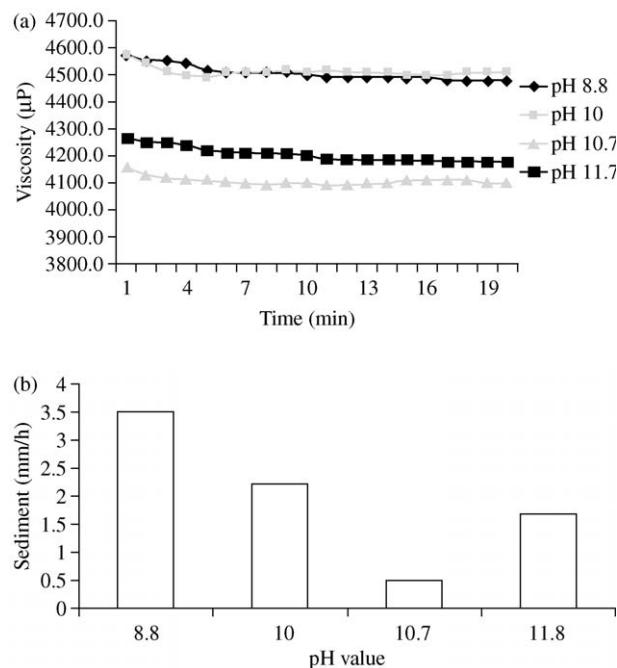 (a)
4700.0
4600.0
4500.0
4400.0
4300.0
4200.0
4100.0
4000.0
3900.0
3800.0
Viscosity (μP)
1 4 7 10 13 16 19
Time (min)
pH 8.8
pH 10
pH 10.7
pH 11.7
(b)
4
3.5
3
2.5
2
1.5
1
0.5
0
Sediment (mm/h)
8.8 10 10.7 11.8
pH value